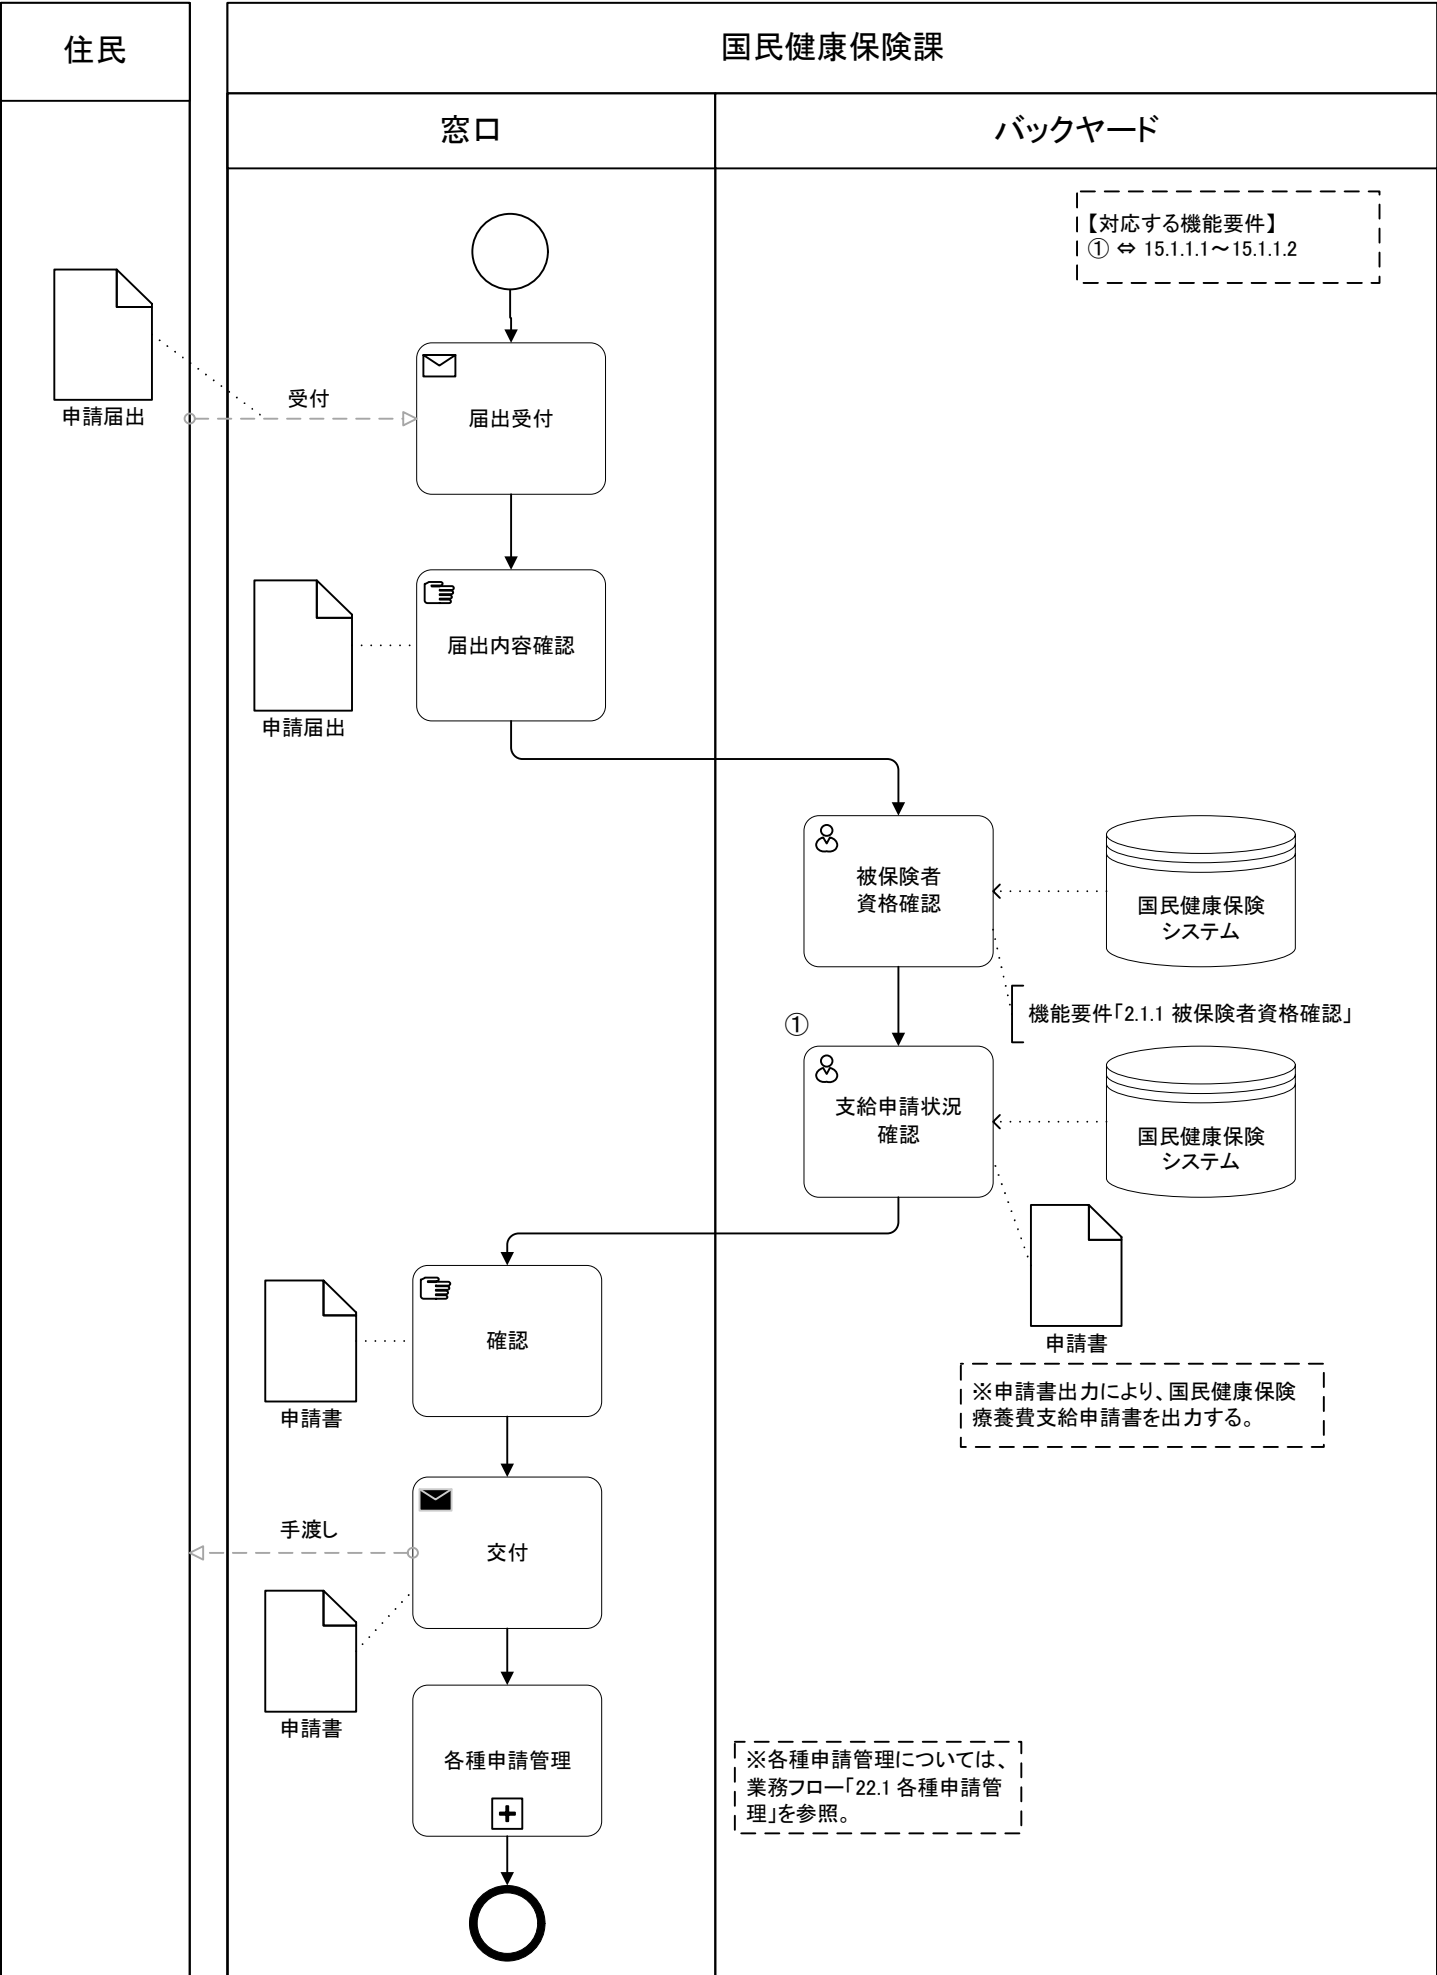 住民
国民健康保険課
窓口
バックヤード
【対応する機能要件】
① ⇔ 15.1.1.1～15.1.1.2
申請届出
受付
届出受付
届出内容確認
申請届出
被保険者
資格確認
国民健康保険
システム
機能要件「2.1.1 被保険者資格確認」
①
支給申請状況
確認
国民健康保険
システム
申請書
※申請書出力により、国民健康保険
療養費支給申請書を出力する。
確認
申請書
手渡し
交付
申請書
各種申請管理
※各種申請管理については、
業務フロー「22.1 各種申請管
理」を参照。